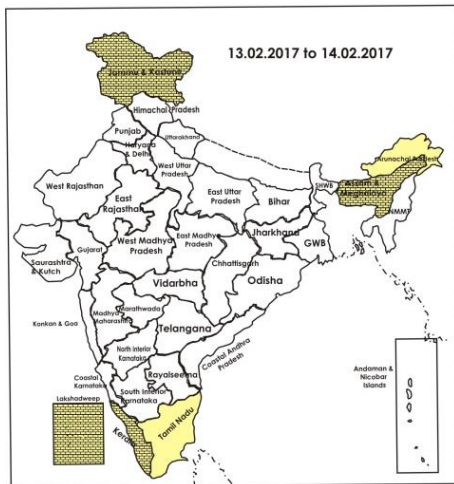 13.02.2017 to 14.02.2017
Jammu & Kashmir
Himachal Pradesh
Punjab
Uttarakhand
Haryana
& Delhi
West Uttar
Pradesh
Arunachal Pradesh
West Rajasthan
East
Rajasthan
East Uttar
Pradesh
Bihar
SHWB
Assam &
Meghalaya
NMMT
Saurashtra
& Kutch
Gujarat
West Madhya
Pradesh
East Madhya
Pradesh
Jharkhand
GWB
Chhattisgarh
Odisha
Vidarbha
Konkan & Goa
Madhya
Maharashtra
Marathwada
Telangana
North Interior
Karnataka
Coastal Andhra
Pradesh
Rayalseema
Coastal
Karnataka
South Interior
Karnataka
Andaman &
Nicobar
Islands
Lakshadweep
Kerala
Tamil Nadu